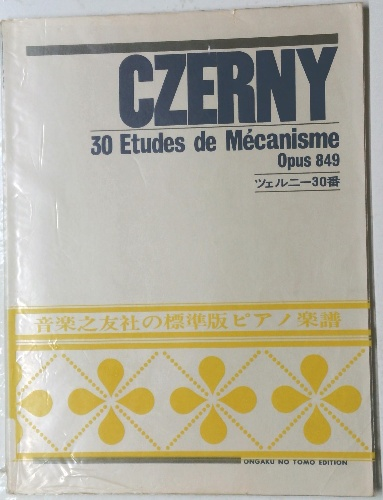 CZERNY
30 Etudes de Mécanisme
Opus 849
ツェルニー30番
音楽之友社の標準版ピアノ楽譜
ONGAKU NO TOMO EDITION